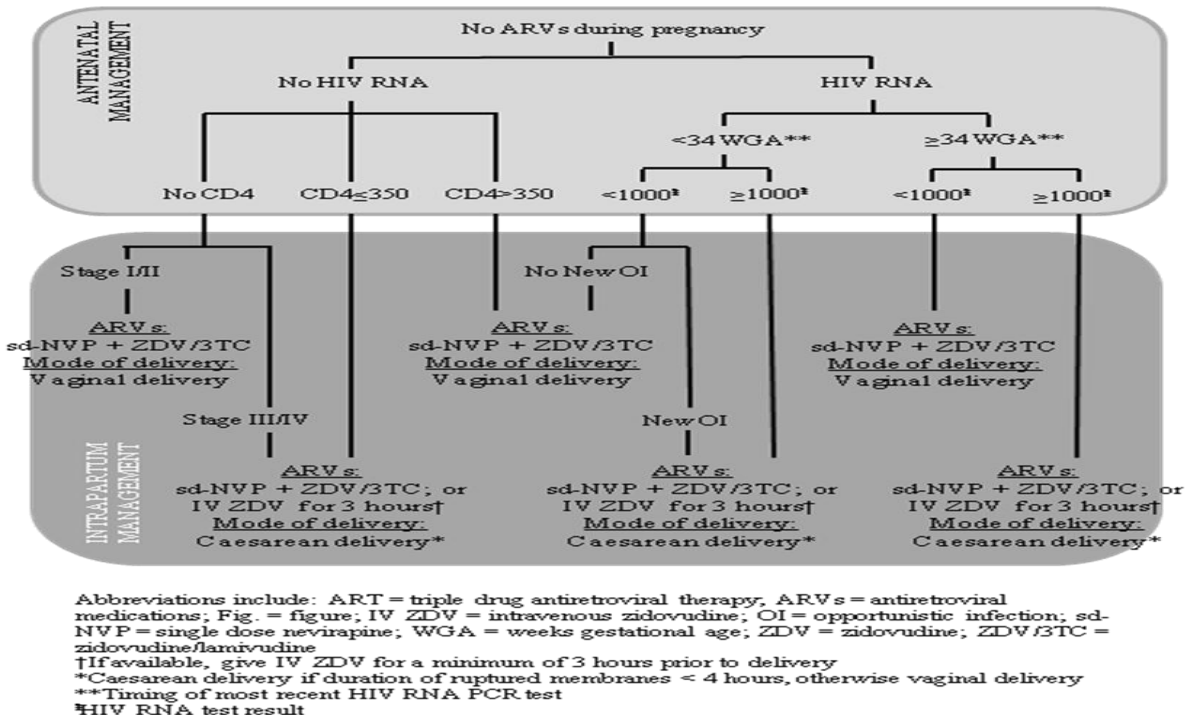 ANTENATAL
MANAGEMENT
No ARVs during pregnancy
No HIV RNA
HIV RNA
<34 WGA**
≥34 WGA**
No CD4
CD4≤350
CD4>350
<1000¥
≥1000¥
<1000¥
≥1000¥
INTRAPARTUM
MANAGEMENT
Stage I/II
No New OI
ARVs:
sd-NVP + ZDV/3TC
Mode of delivery:
Vaginal delivery
ARVs:
sd-NVP + ZDV/3TC
Mode of delivery:
Vaginal delivery
ARVs:
sd-NVP + ZDV/3TC
Mode of delivery:
Vaginal delivery
Stage III/IV
New OI
ARVs:
sd-NVP + ZDV/3TC; or
IV ZDV for 3 hours†
Mode of delivery:
Caesarean delivery*
ARVs:
sd-NVP + ZDV/3TC; or
IV ZDV for 3 hours†
Mode of delivery:
Caesarean delivery*
ARVs:
sd-NVP + ZDV/3TC; or
IV ZDV for 3 hours†
Mode of delivery:
Caesarean delivery*
Abbreviations include: ART = triple drug antiretroviral therapy; ARVs = antiretroviral
medications; Fig. = figure; IV ZDV = intravenous zidovudine; OI = opportunistic infection; sd-
NVP = single dose nevirapine; WGA = weeks gestational age; ZDV = zidovudine; ZDV/3TC =
zidovudine/lamivudine
†If available, give IV ZDV for a minimum of 3 hours prior to delivery
*Caesarean delivery if duration of ruptured membranes < 4 hours, otherwise vaginal delivery
**Timing of most recent HIV RNA PCR test
¥HIV RNA test result